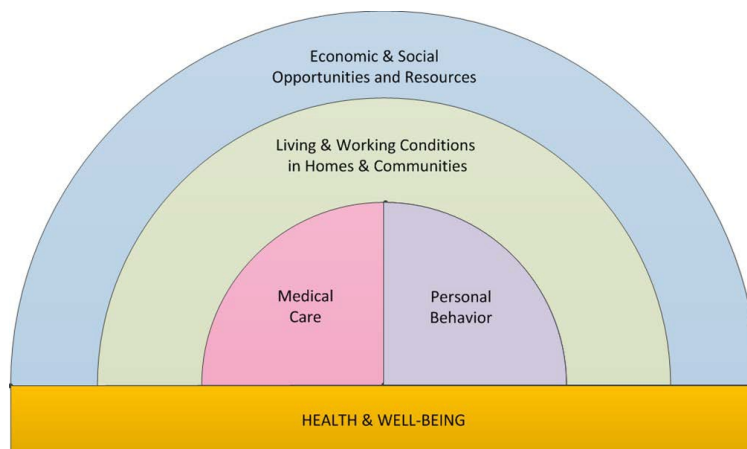 Economic & Social
Opportunities and Resources
Living & Working Conditions
in Homes & Communities
Medical
Care
Personal
Behavior
HEALTH & WELL-BEING